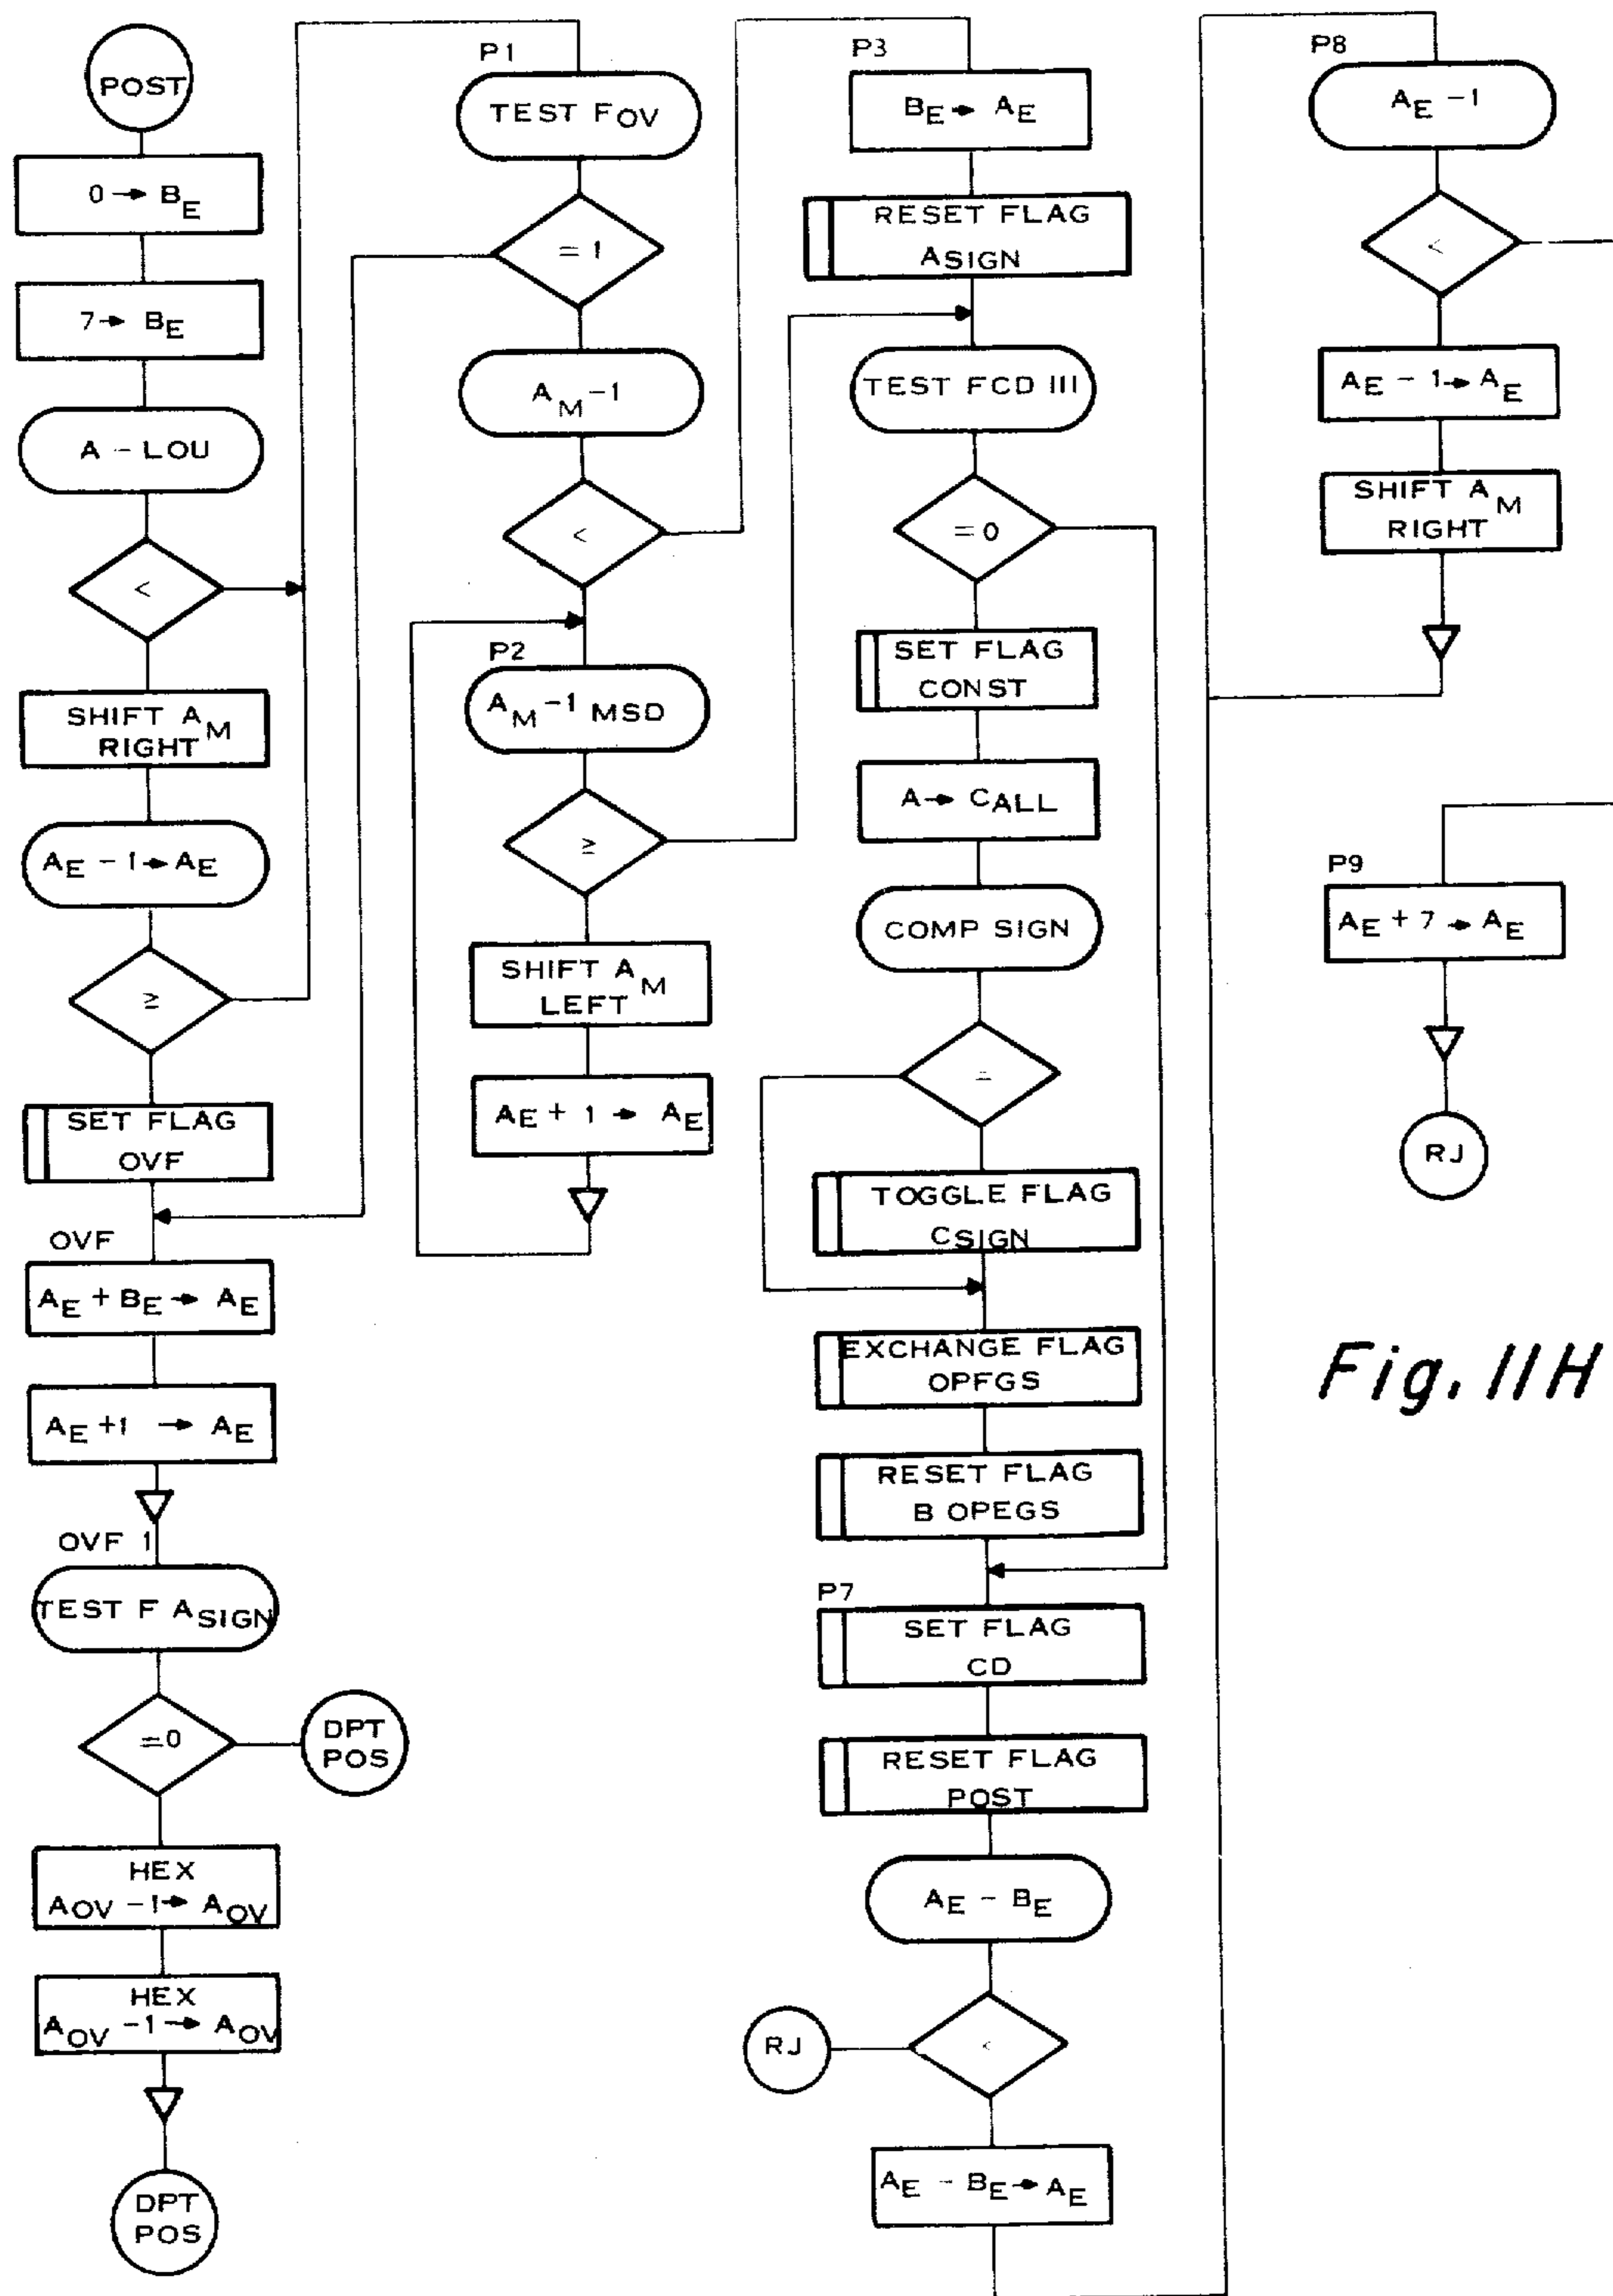 POST
0 → BE
7 → BE
A – LOU
<
SHIFT AM
RIGHT
AE – 1 → AE
≥
SET FLAG
OVF
OVF
AE + BE → AE
AE +1 → AE
OVF 1
TEST F ASIGN
=0
DPT
POS
HEX
AOV –1 → AOV
HEX
AOV –1 → AOV
DPT
POS
P1
TEST FOV
= 1
AM –1
<
P2
AM –1 MSD
≥
SHIFT AM
LEFT
AE + 1 → AE
P3
BE → AE
RESET FLAG
ASIGN
TEST FCD III
= 0
SET FLAG
CONST
A → CALL
COMP SIGN
=
TOGGLE FLAG
CSIGN
EXCHANGE FLAG
OPFGS
RESET FLAG
B OPEGS
P7
SET FLAG
CD
RESET FLAG
POST
AE – BE
<
RJ
AE – BE → AE
P8
AE –1
<
AE – 1 → AE
SHIFT AM
RIGHT
P9
AE + 7 → AE
RJ
Fig. 11H